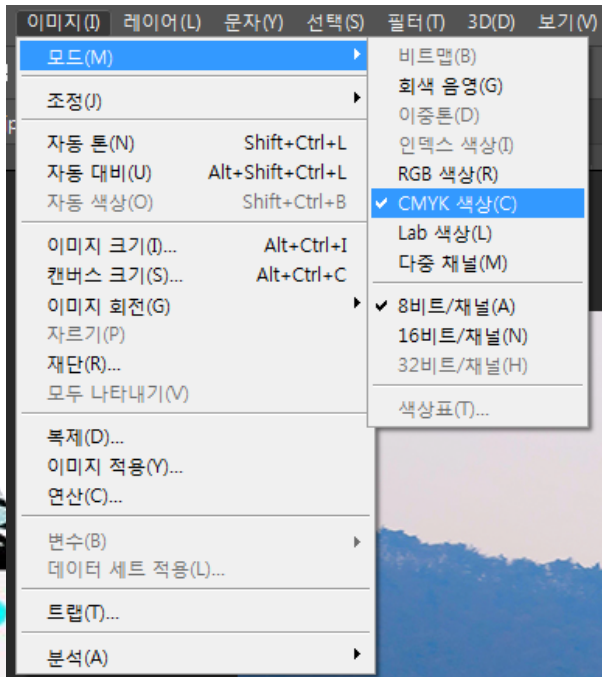 이미지(I) 레이어(L) 문자(Y) 선택(S) 필터(T) 3D(D) 보기(V)
모드(M)
조정(J)
자동 톤(N) Shift+Ctrl+L
자동 대비(U) Alt+Shift+Ctrl+L
자동 색상(O) Shift+Ctrl+B
이미지 크기(I)... Alt+Ctrl+I
캔버스 크기(S)... Alt+Ctrl+C
이미지 회전(G)
자르기(P)
재단(R)...
모두 나타내기(V)
복제(D)...
이미지 적용(Y)...
연산(C)...
변수(B)
데이터 세트 적용(L)...
트랩(T)...
분석(A)
비트맵(B)
회색 음영(G)
이중톤(D)
인덱스 색상(I)
RGB 색상(R)
CMYK 색상(C)
Lab 색상(L)
다중 채널(M)
8비트/채널(A)
16비트/채널(N)
32비트/채널(H)
색상표(T)...